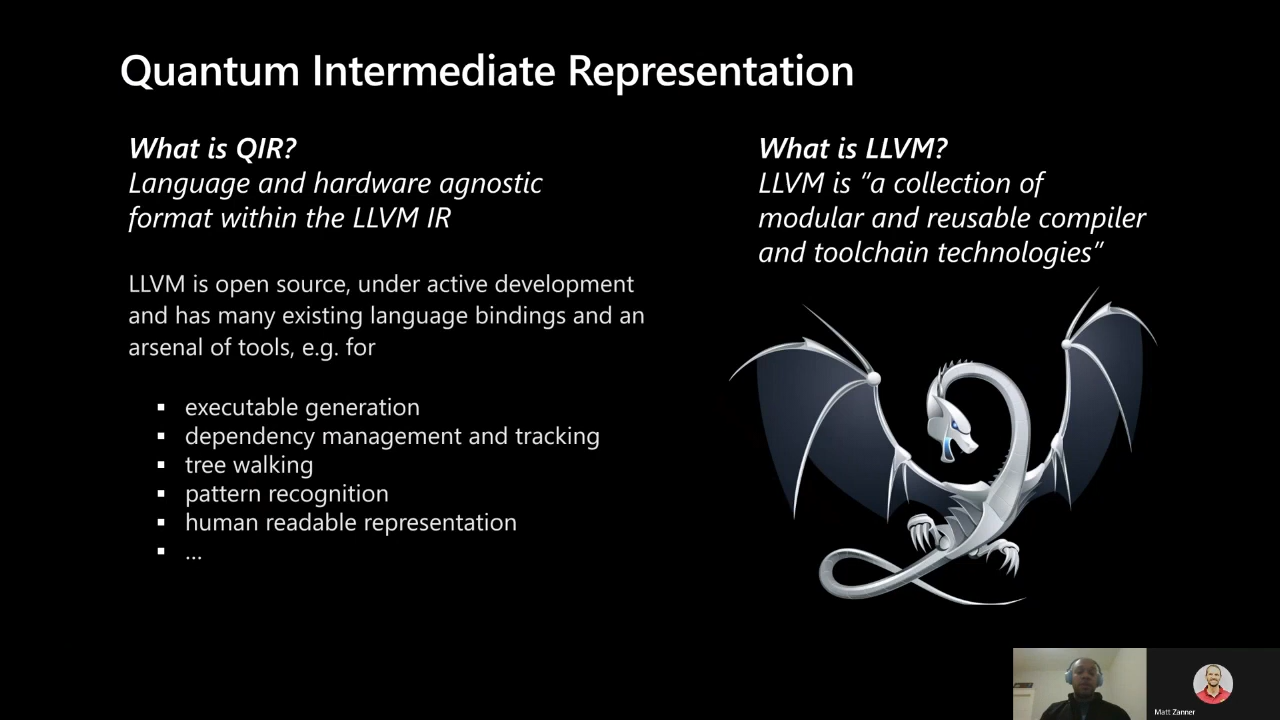 Quantum Intermediate Representation
What is QIR?
Language and hardware agnostic
format within the LLVM IR
LLVM is open source, under active development
and has many existing language bindings and an
arsenal of tools, e.g. for
▪ executable generation
▪ dependency management and tracking
▪ tree walking
▪ pattern recognition
▪ human readable representation
▪ ...
What is LLVM?
LLVM is “a collection of
modular and reusable compiler
and toolchain technologies”
Matt Zanner